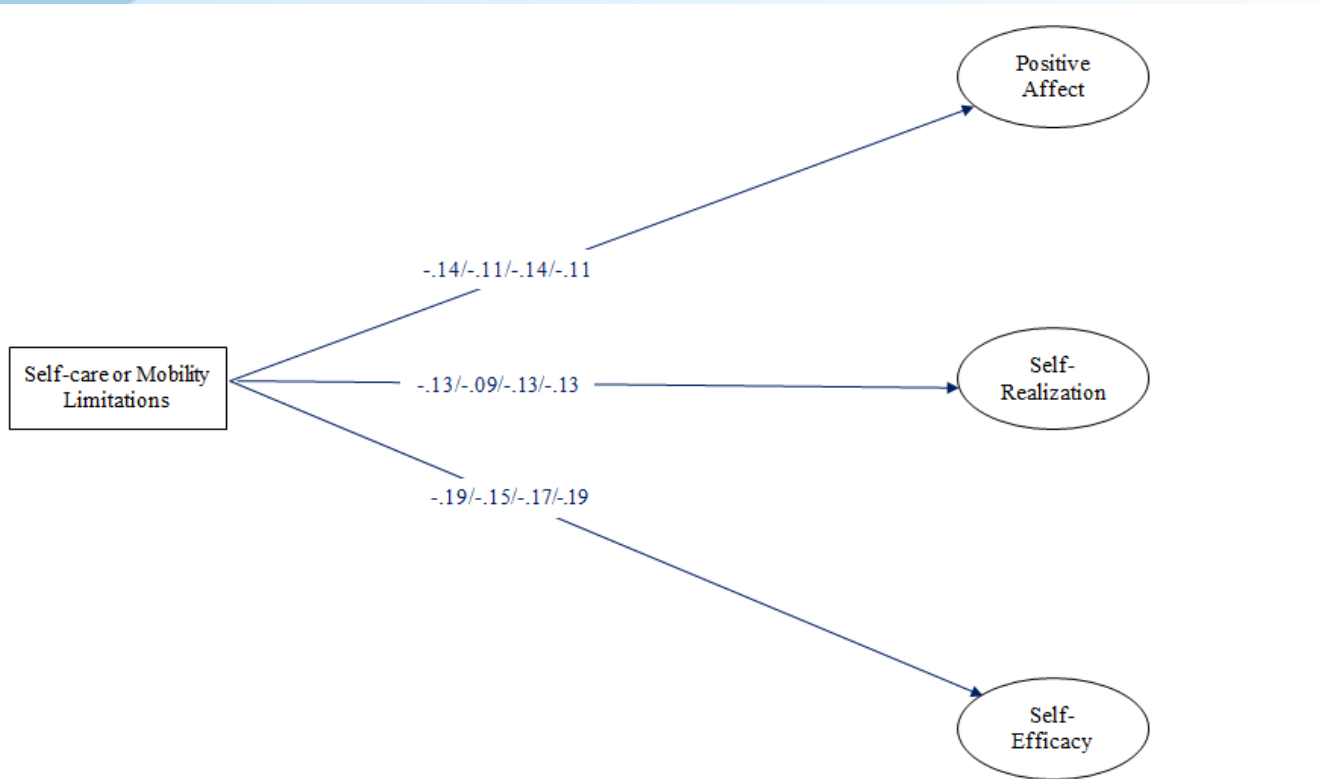 Positive
Affect
-.14/-.11/-.14/-.11
Self-care or Mobility
Limitations
-.13/-.09/-.13/-.13
Self-
Realization
-.19/-.15/-.17/-.19
Self-
Efficacy